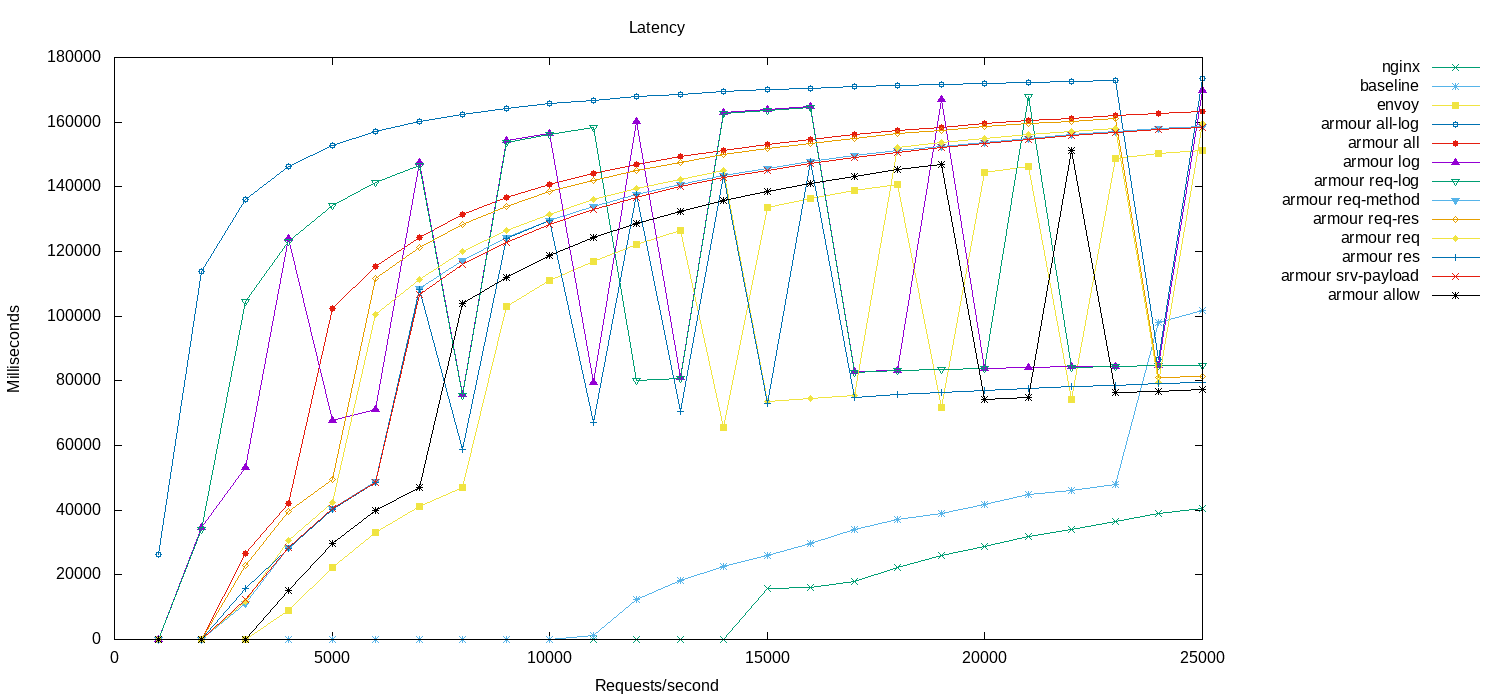 Latency
180000
160000
140000
120000
100000
80000
60000
40000
20000
0
Milliseconds
0 5000 10000 15000 20000 25000
Requests/second
nginx
baseline
envoy
armour all-log
armour all
armour log
armour req-log
armour req-method
armour req-res
armour req
armour res
armour srv-payload
armour allow